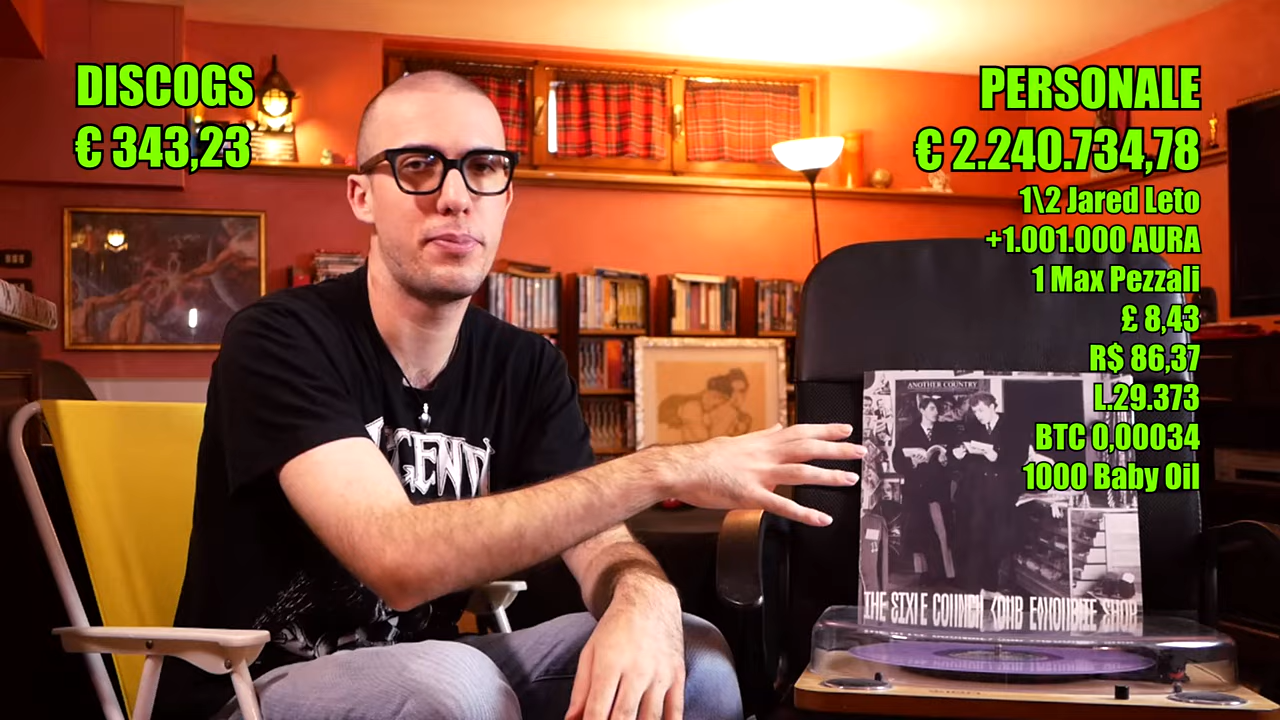 DISCOGS
€ 343,23
PERSONALE
€ 2.240.734,78
1\2 Jared Leto
+1.001.000 AURA
1 Max Pezzali
£ 8,43
R$ 86,37
L.29.373
BTC 0,00034
1000 Baby Oil
ANOTHER COUNTRY
THE STYLE COUNCIL OUR FAVOURITE SHOP